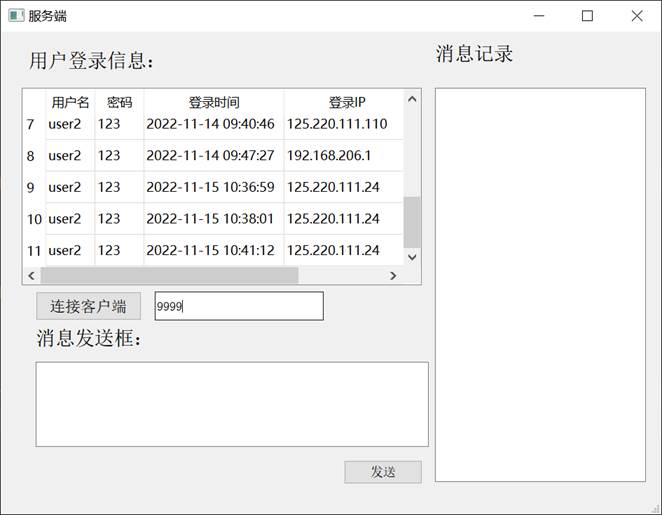 服务端
用户登录信息：
用户名 密码 登录时间 登录IP
7 user2 123 2022-11-14 09:40:46 125.220.111.110
8 user2 123 2022-11-14 09:47:27 192.168.206.1
9 user2 123 2022-11-15 10:36:59 125.220.111.24
10 user2 123 2022-11-15 10:38:01 125.220.111.24
11 user2 123 2022-11-15 10:41:12 125.220.111.24
连接客户端 9999
消息发送框：
发送
消息记录